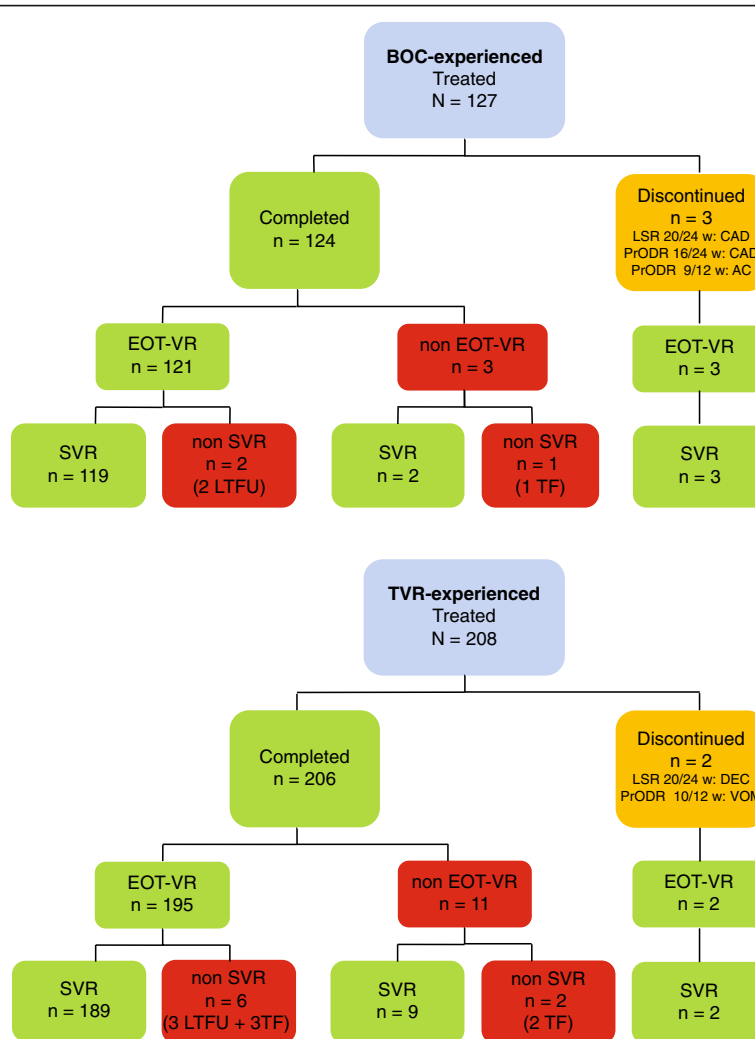 BOC-experienced
Treated
N = 127
Completed
n = 124
Discontinued
n = 3
LSR 20/24 w: CAD
PrODR 16/24 w: CAD
PrODR 9/12 w: AC
EOT-VR
n = 121
non EOT-VR
n = 3
EOT-VR
n = 3
SVR
n = 119
non SVR
n = 2
(2 LTFU)
SVR
n = 2
non SVR
n = 1
(1 TF)
SVR
n = 3
TVR-experienced
Treated
N = 208
Completed
n = 206
Discontinued
n = 2
LSR 20/24 w: DEC
PrODR 10/12 w: VOM
EOT-VR
n = 195
non EOT-VR
n = 11
EOT-VR
n = 2
SVR
n = 189
non SVR
n = 6
(3 LTFU + 3TF)
SVR
n = 9
non SVR
n = 2
(2 TF)
SVR
n = 2